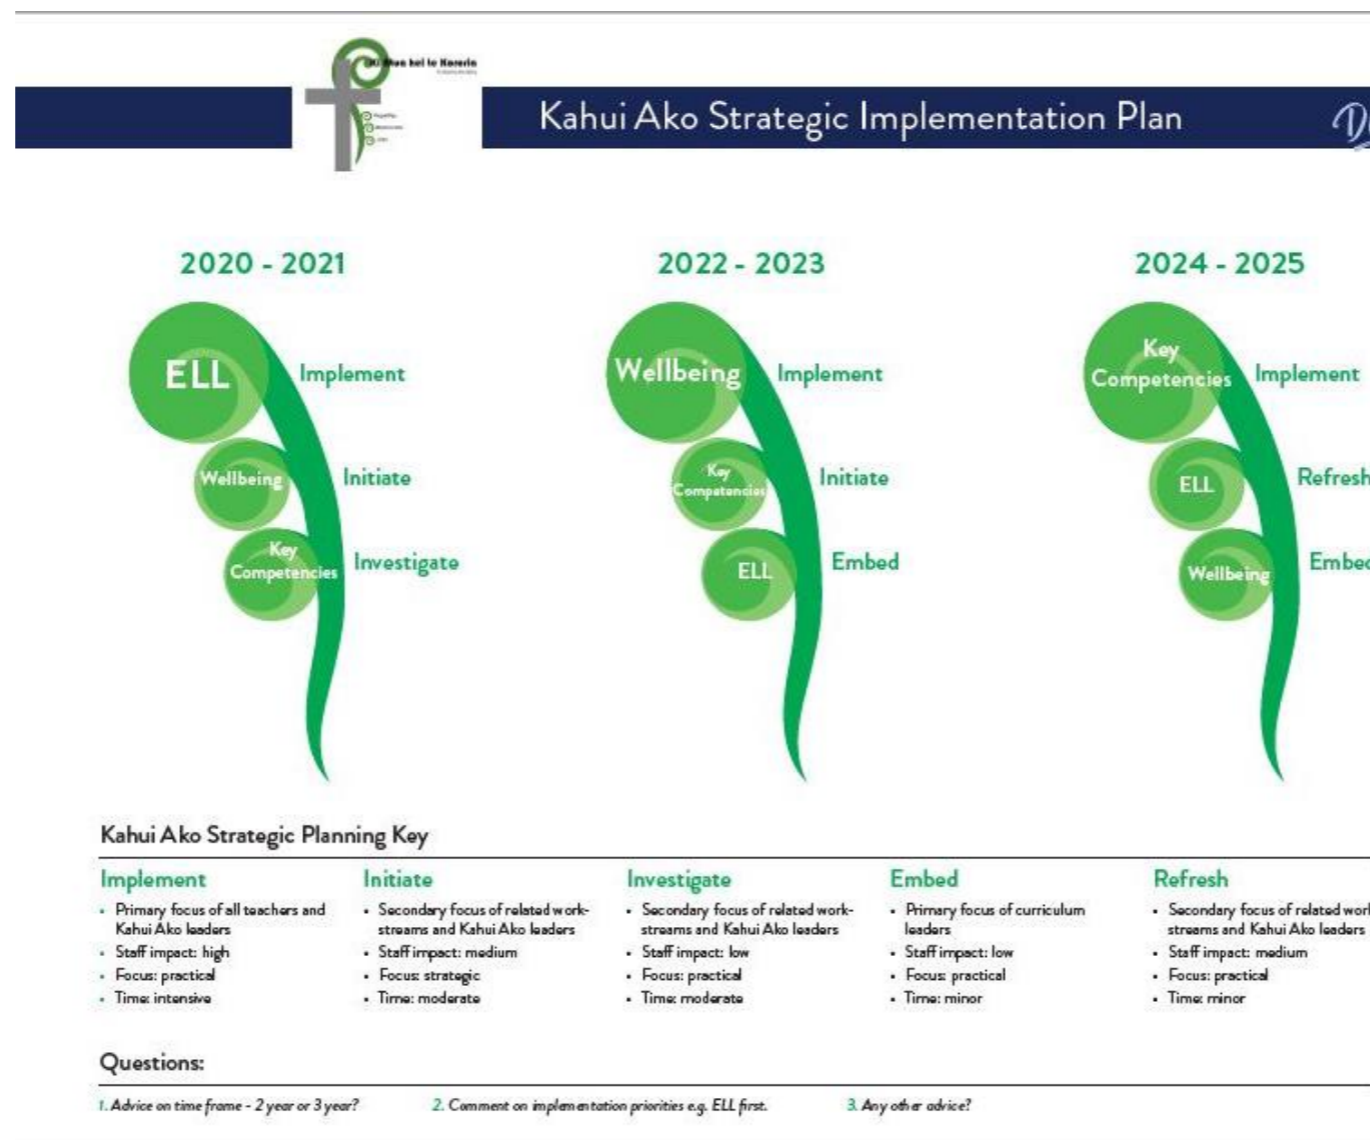 Ki Mua kei te Kararia
Kahui Ako Strategic Implementation Plan
2020 - 2021
2022 - 2023
2024 - 2025
ELL
Implement
Wellbeing
Initiate
Key
Competencies
Investigate
Wellbeing
Implement
Key
Competencies
Initiate
ELL
Embed
Key
Competencies
Implement
ELL
Refresh
Wellbeing
Kahui Ako Strategic Planning Key
Implement
• Primary focus of all teachers and
Kahui Ako leaders
• Staff impact: high
• Focus: practical
• Time: intensive
Initiate
• Secondary focus of related work-
streams and Kahui Ako leaders
• Staff impact: medium
• Focus: strategic
• Time: moderate
Investigate
• Secondary focus of related work-
streams and Kahui Ako leaders
• Staff impact: low
• Focus: practical
• Time: moderate
Embed
• Primary focus of curriculum
leaders
• Staff impact: low
• Focus: practical
• Time: minor
Refresh
• Secondary focus of related
streams and Kahui Ako leaders
• Staff impact: medium
• Focus: practical
• Time: minor
Questions:
1. Advice on time frame - 2 year or 3 year?
2. Comment on implementation priorities e.g. ELL first.
3. Any other advice?